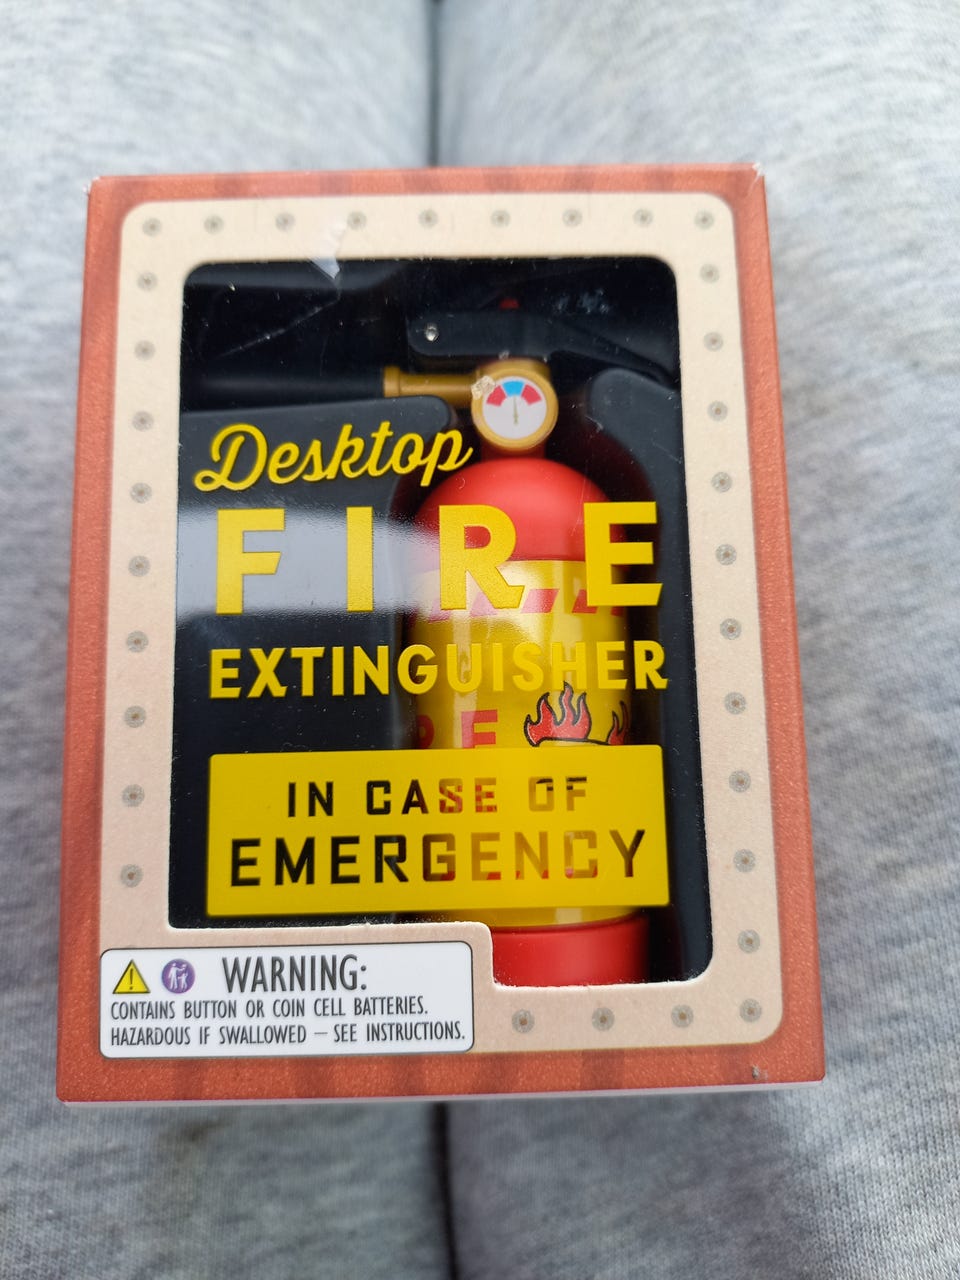 Desktop
FIRE
EXTINGUISHER
RE
IN CASE OF
EMERGENCY
WARNING:
CONTAINS BUTTON OR COIN CELL BATTERIES.
HAZARDOUS IF SWALLOWED – SEE INSTRUCTIONS.